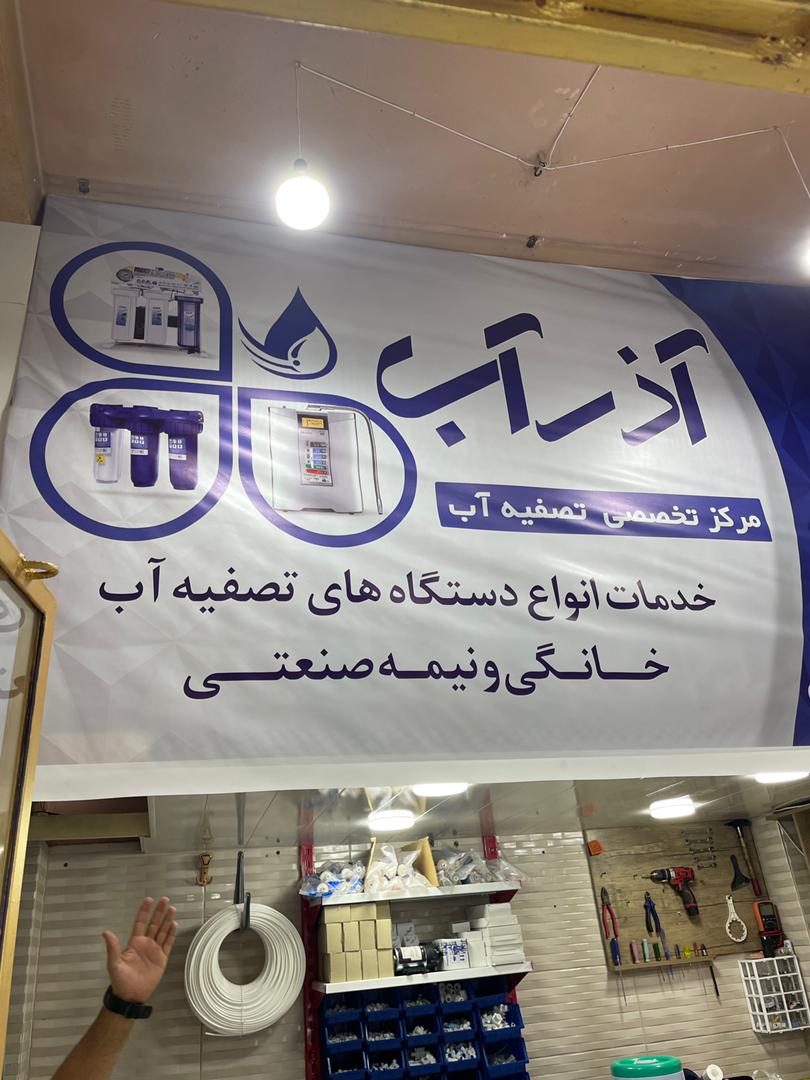 آذر آب
مرکز تخصصی تصفیه آب
خدمات انواع دستگاه های تصفیه آب
خانگی و نیمه صنعتی